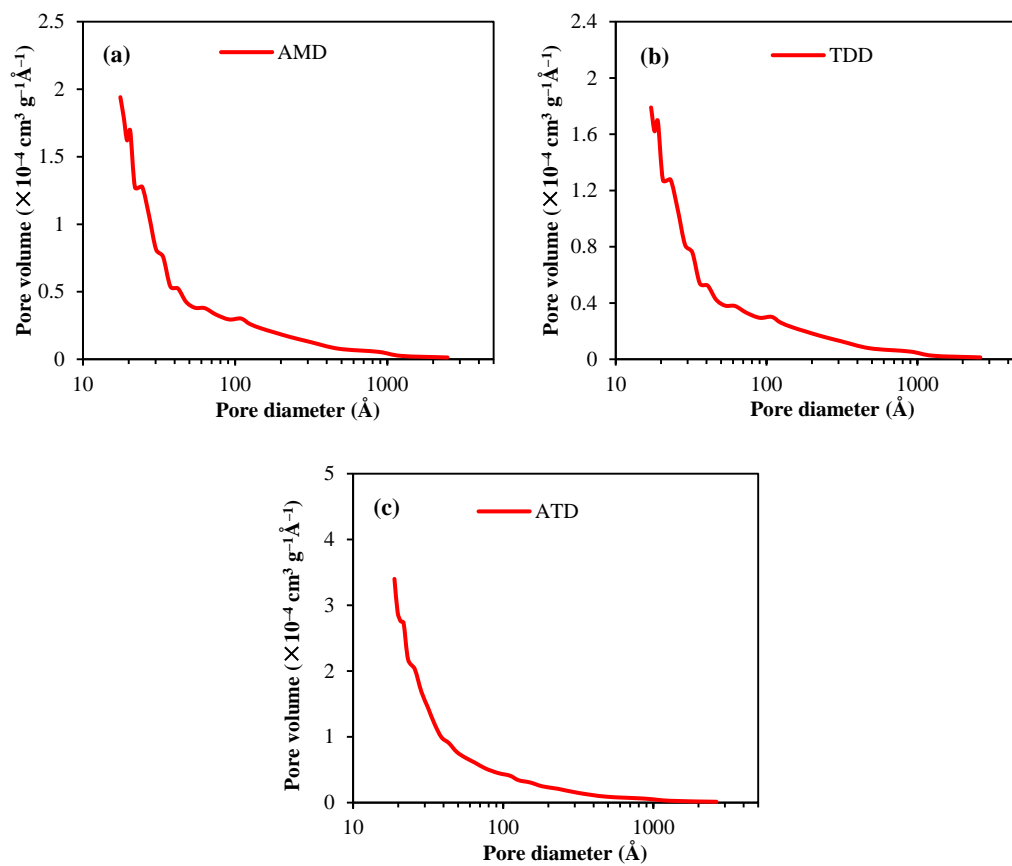 (a)
AMD
Pore volume (×10⁻⁴ cm³ g⁻¹Å⁻¹)
2.5
2
1.5
1
0.5
0
10
100
1000
Pore diameter (Å)
(b)
TDD
Pore volume (×10⁻⁴ cm³ g⁻¹Å⁻¹)
2.4
2
1.6
1.2
0.8
0.4
0
10
100
1000
Pore diameter (Å)
(c)
ATD
Pore volume (×10⁻⁴ cm³ g⁻¹Å⁻¹)
5
4
3
2
1
0
10
100
1000
Pore diameter (Å)